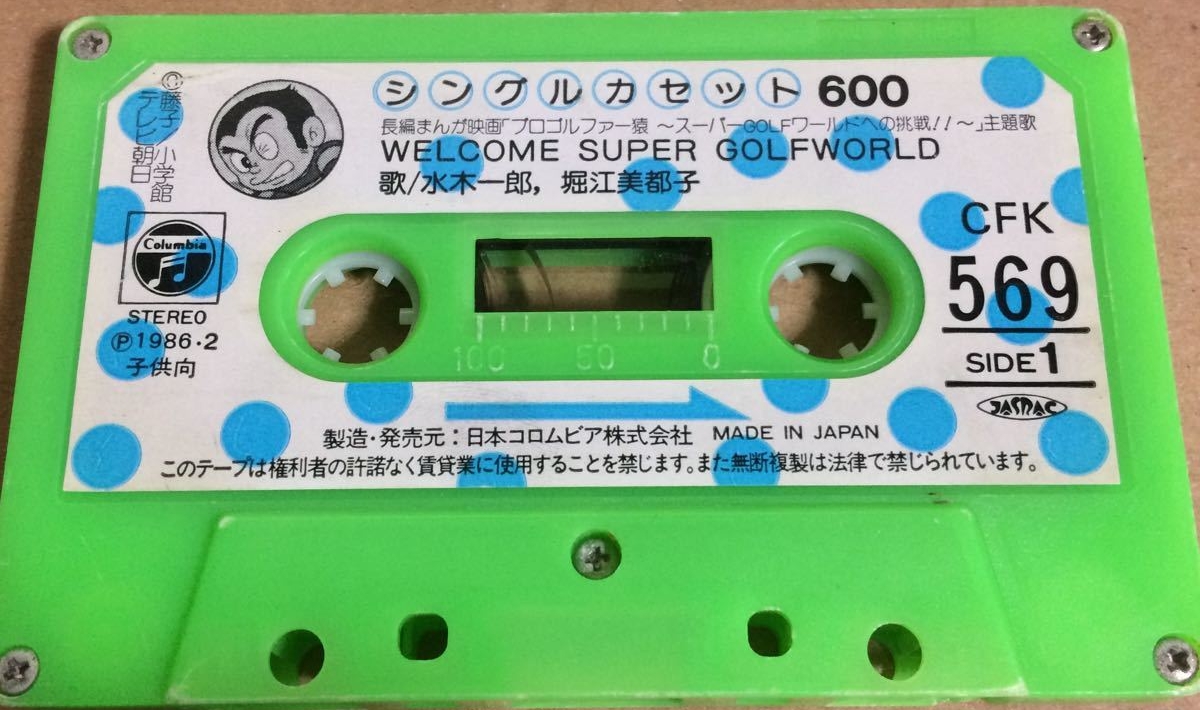 シングルカセット 600
長編まんが映画「プロゴルファー猿 ～スーパーGOLFワールドへの挑戦!!～」主題歌
WELCOME SUPER GOLFWORLD
歌/水木一郎，堀江美都子
©藤子 小学館
テレビ朝日
Columbia
STEREO
Ⓟ1986・2
子供向
CFK
569
SIDE 1
JASRAC
100 50 0
製造・発売元：日本コロムビア株式会社 MADE IN JAPAN
このテープは権利者の許諾なく賃貸業に使用することを禁じます。また無断複製は法律で禁じられています。